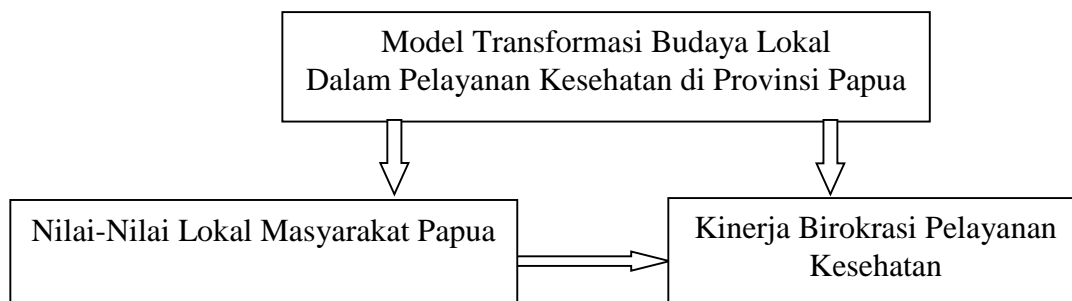 Model Transformasi Budaya Lokal
Dalam Pelayanan Kesehatan di Provinsi Papua
Nilai-Nilai Lokal Masyarakat Papua
Kinerja Birokrasi Pelayanan
Kesehatan